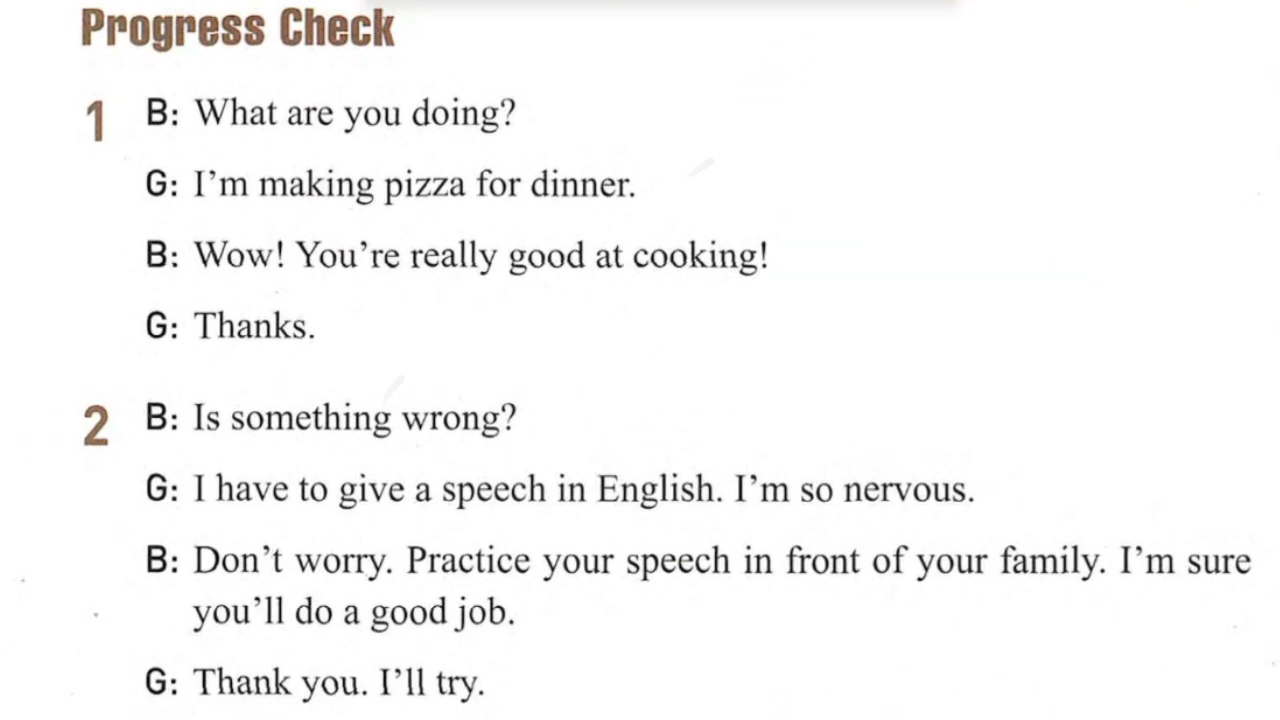 Progress Check
1 B: What are you doing?
G: I’m making pizza for dinner.
B: Wow! You’re really good at cooking!
G: Thanks.
2 B: Is something wrong?
G: I have to give a speech in English. I’m so nervous.
B: Don’t worry. Practice your speech in front of your family. I’m sure
you’ll do a good job.
G: Thank you. I’ll try.